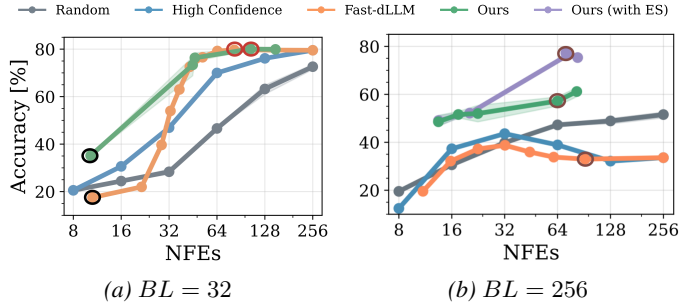 Random High Confidence Fast-dLLM Ours Ours (with ES)
Accuracy [%]
80
60
40
20
8 16 32 64 128 256
NFEs
(a) BL = 32
80
60
40
20
8 16 32 64 128 256
NFEs
(b) BL = 256